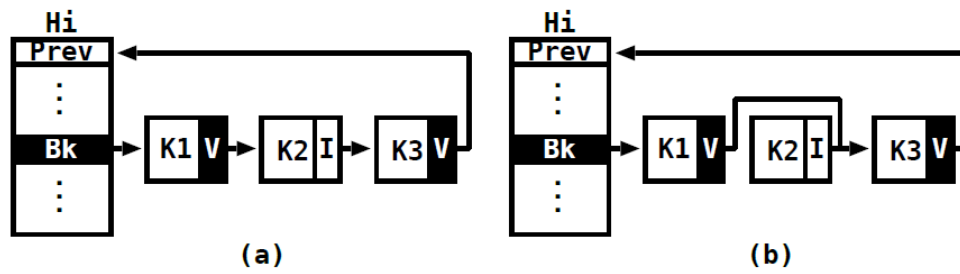 Hi
Prev
⋮
Bk
K1 V
K2 I
K3 V
⋮
(a)
Hi
Prev
⋮
Bk
K1 V
K2 I
K3 V
⋮
(b)